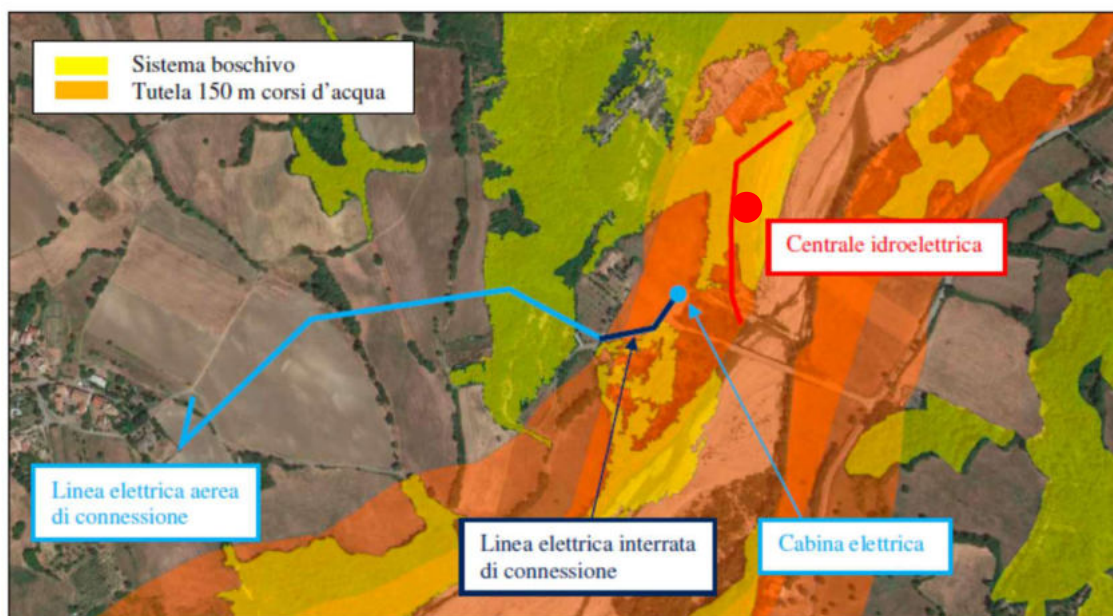 Sistema boschivo
Tutela 150 m corsi d'acqua
Centrale idroelettrica
Linea elettrica aerea
di connessione
Linea elettrica interrata
di connessione
Cabina elettrica